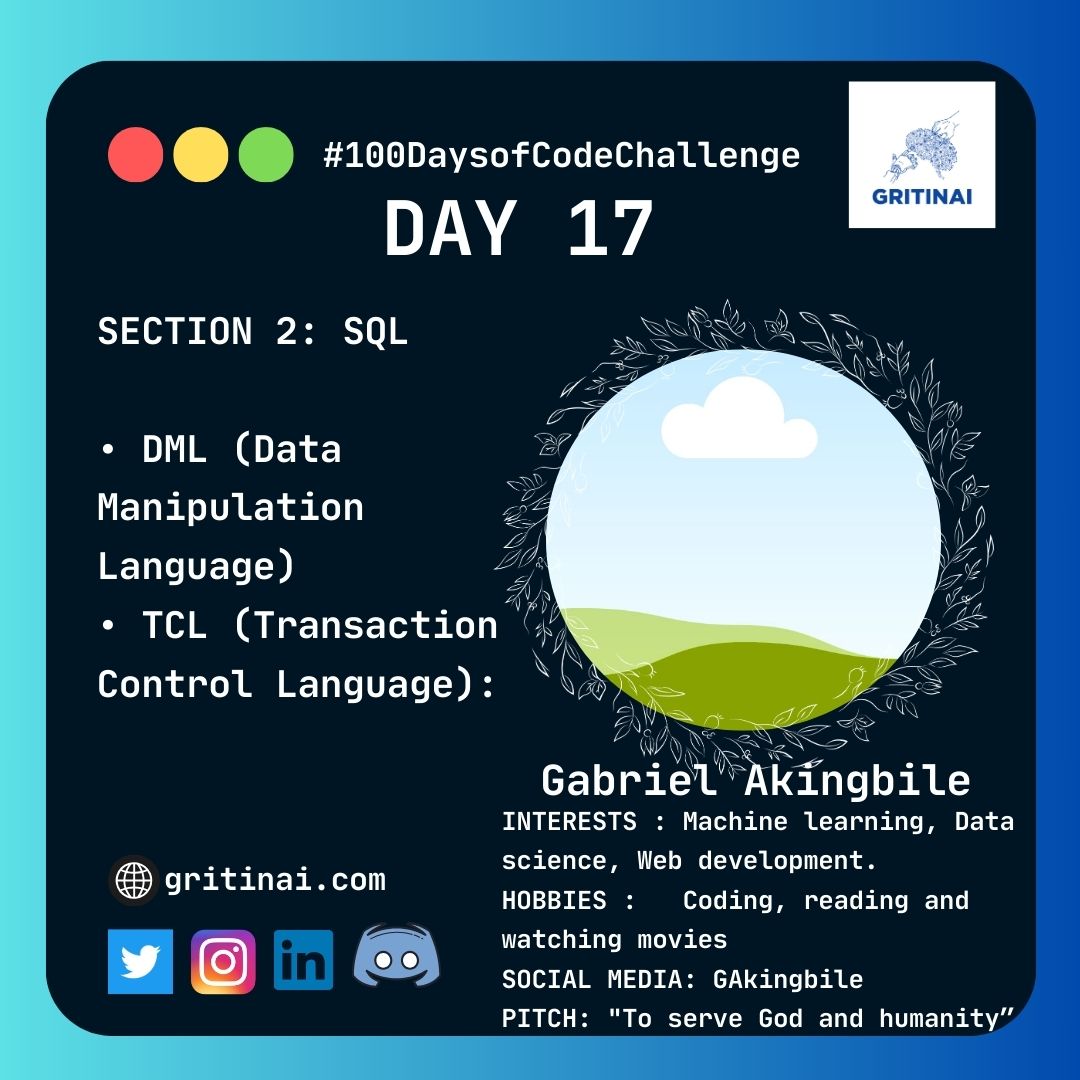 #100DaysofCodeChallenge
GRITINAI
DAY 17
SECTION 2: SQL
• DML (Data
Manipulation
Language)
• TCL (Transaction
Control Language):
Gabriel Akingbile
INTERESTS : Machine learning, Data
science, Web development.
HOBBIES :   Coding, reading and
watching movies
SOCIAL MEDIA: GAkingbile
PITCH: "To serve God and humanity”
gritinai.com
in